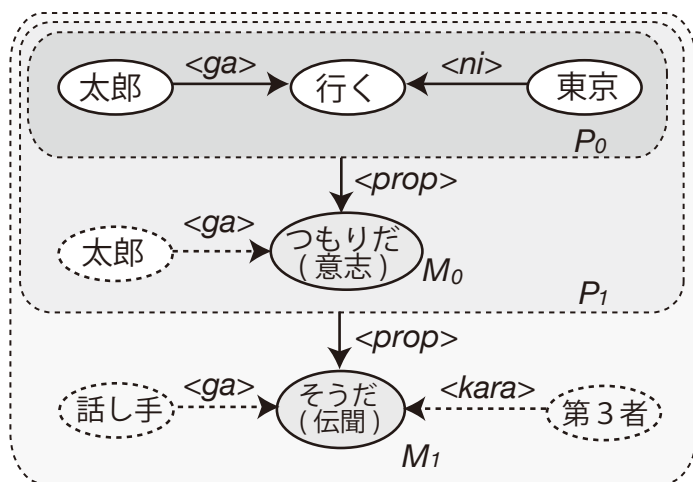 <ga> <ni>
太郎 行く 東京
P0
<prop>
<ga> つもりだ
太郎 (意志) M0
P1
<prop>
<ga> そうだ <kara>
話し手 (伝聞) 第3者
M1